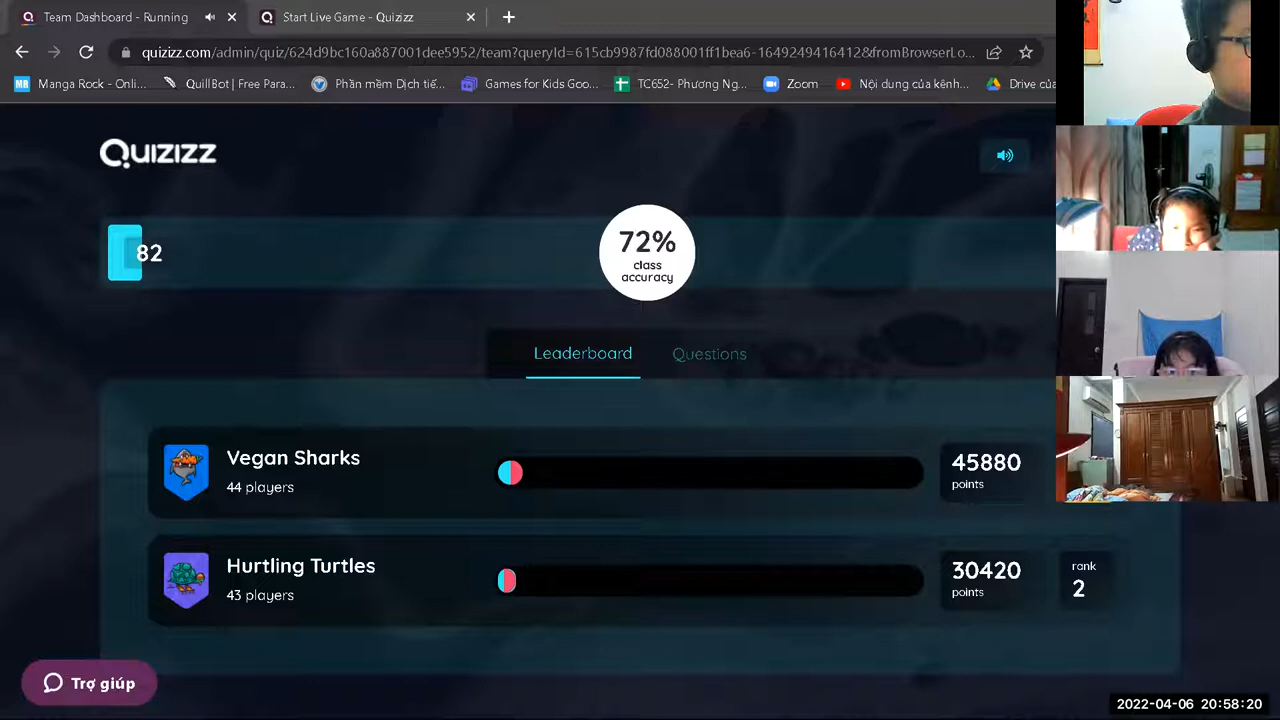 Team Dashboard - Running
Start Live Game - Quizizz
quizizz.com/admin/quiz/624d9bc160a82f001dee5952/team?questId=615cb9987fd088001ff1bea6-1649249416412&fromBrowserLo...
Manga Rock - Onli...
QuillBot | Free Para...
Phần mềm Dịch tiế...
Games for Kids Goo...
TC552- Phương Ng...
Zoom
Nội dung của kênh...
Drive của
Quizizz
82
72%
class
accuracy
Leaderboard
Questions
Vegan Sharks
44 players
45880
points
Hurtling Turtles
43 players
30420
points
rank
2
Trợ giúp
2022-04-06 20:58:20